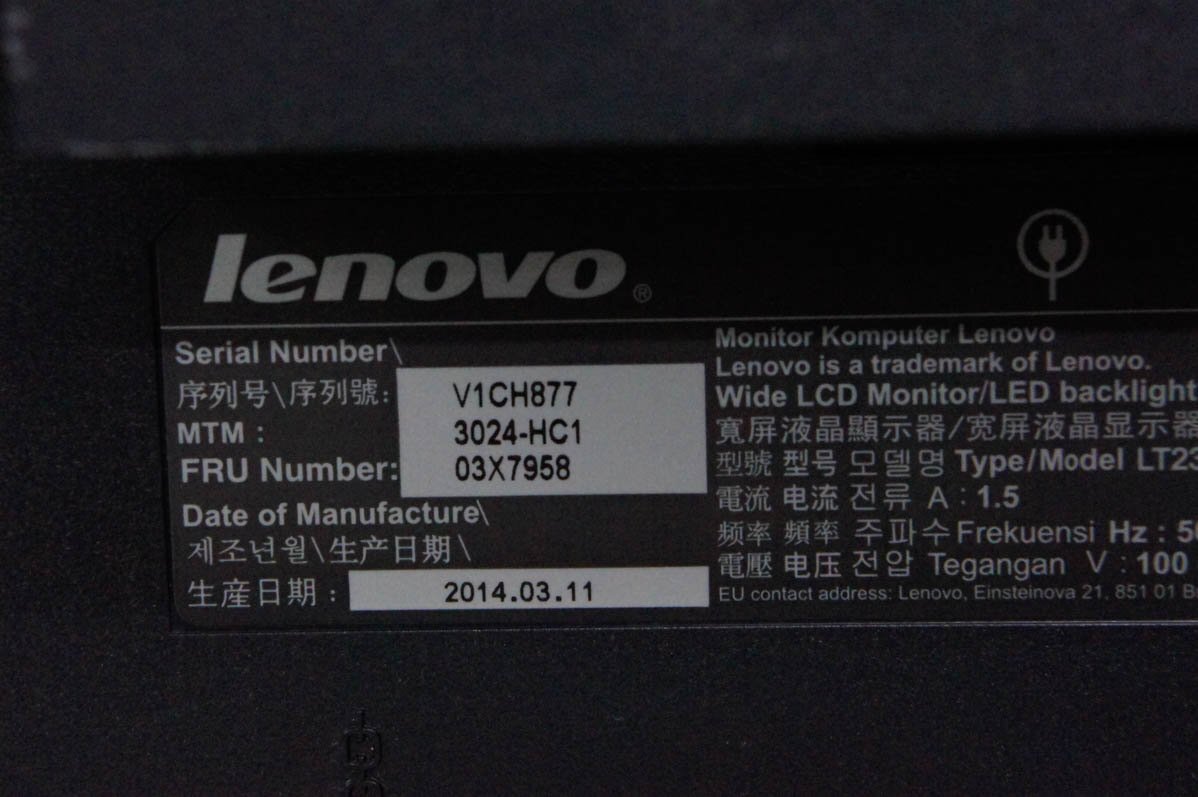 lenovo®
Serial Number\
序列号\序列號: V1CH877
MTM : 3024-HC1
FRU Number: 03X7958
Date of Manufacture\
제조년월\生产日期\
生産日期 : 2014.03.11
Monitor Komputer Lenovo
Lenovo is a trademark of Lenovo.
Wide LCD Monitor/LED backlight
寬屏液晶顯示器/宽屏液晶显示器
型號 型号 모델명 Type/Model LT23
電流 电流 전류 A : 1.5
频率 頻率 주파수 Frekuensi Hz : 50
電壓 电压 전압 Tegangan V : 100
EU contact address: Lenovo, Einsteinova 21, 851 01